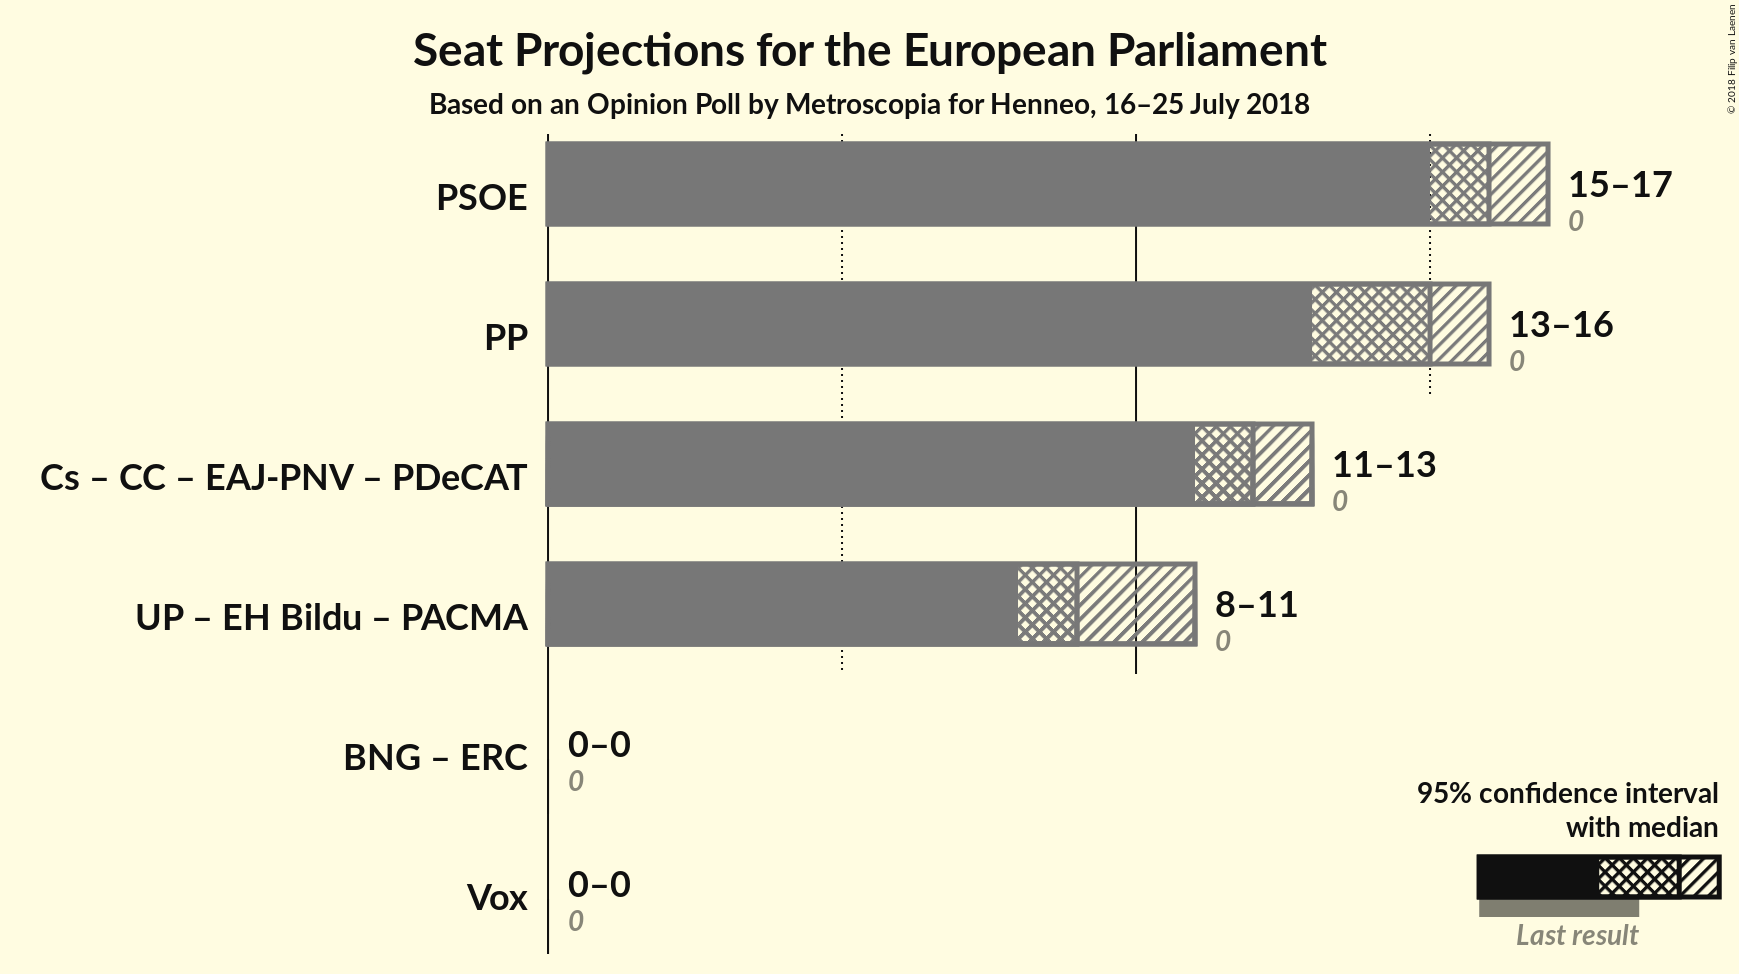 Seat Projections for the European Parliament
Based on an Opinion Poll by Metroscopia for Henneo, 16–25 July 2018
© 2018 Filip van Laenen
PSOE
15–17
0
PP
13–16
0
Cs – CC – EAJ-PNV – PDeCAT
11–13
0
UP – EH Bildu – PACMA
8–11
0
BNG – ERC
0–0
0
Vox
0–0
0
95% confidence interval
with median
Last result